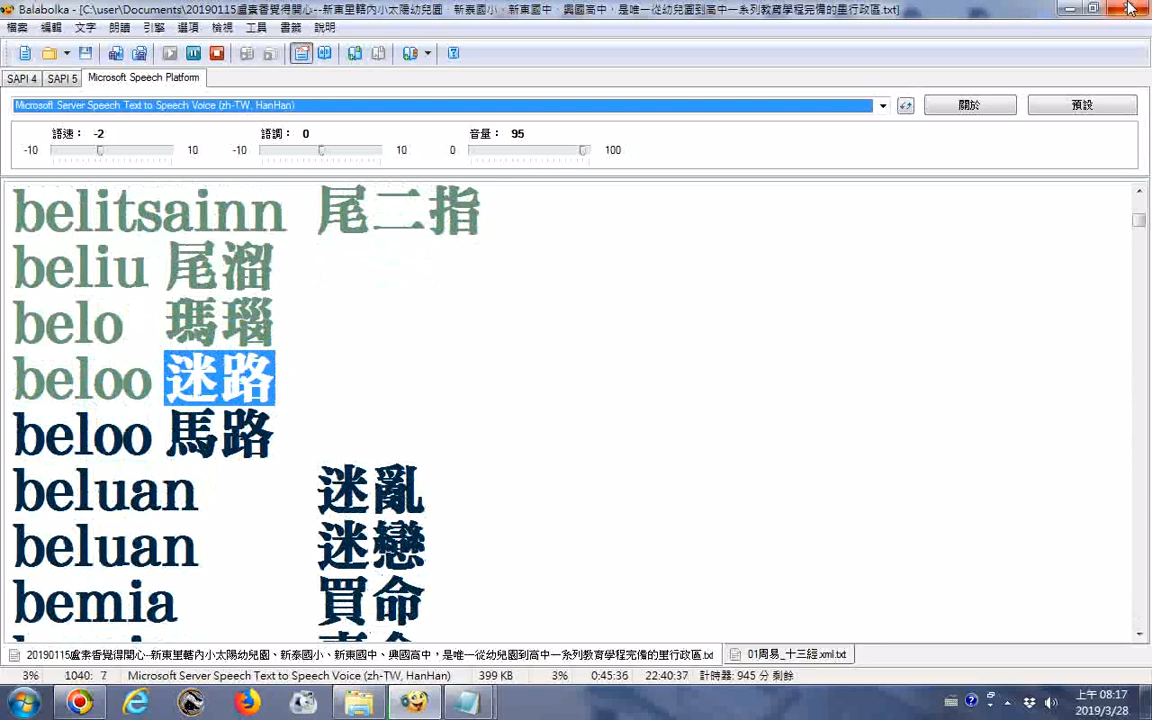 Balabolka - [C:\user\Documents\20190115盧素香覺得開心--新東里轄內小太陽幼兒園、新泰國小、新東國中、興國高中，是唯一從幼兒園到高中一系列教育學程完備的里行政區.txt]
檔案 編輯 文字 朗讀 引擎 選項 檢視 工具 書籤 說明
SAPI 4 SAPI 5 Microsoft Speech Platform
Microsoft Server Speech Text to Speech Voice (zh-TW, HanHan) 關於 預設
語速： -2 語調： 0 音量： 95
-10 10 -10 10 0 100
belitsainn 尾二指
beliu 尾溜
belo 瑪瑙
beloo 迷路
beloo 馬路
beluan 迷亂
beluan 迷戀
bemia 買命
20190115盧素香覺得開心--新東里轄內小太陽幼兒園、新泰國小、新東國中、興國高中，是唯一從幼兒園到高中一系列教育學程完備的里行政區.txt 01周易_十三經.xml.txt
3% 1040: 7 Microsoft Server Speech Text to Speech Voice (zh-TW, HanHan) 399 KB 3% 0:45:36 22:40:37 計時器: 945 分 剩餘
上午 08:17
2019/3/28